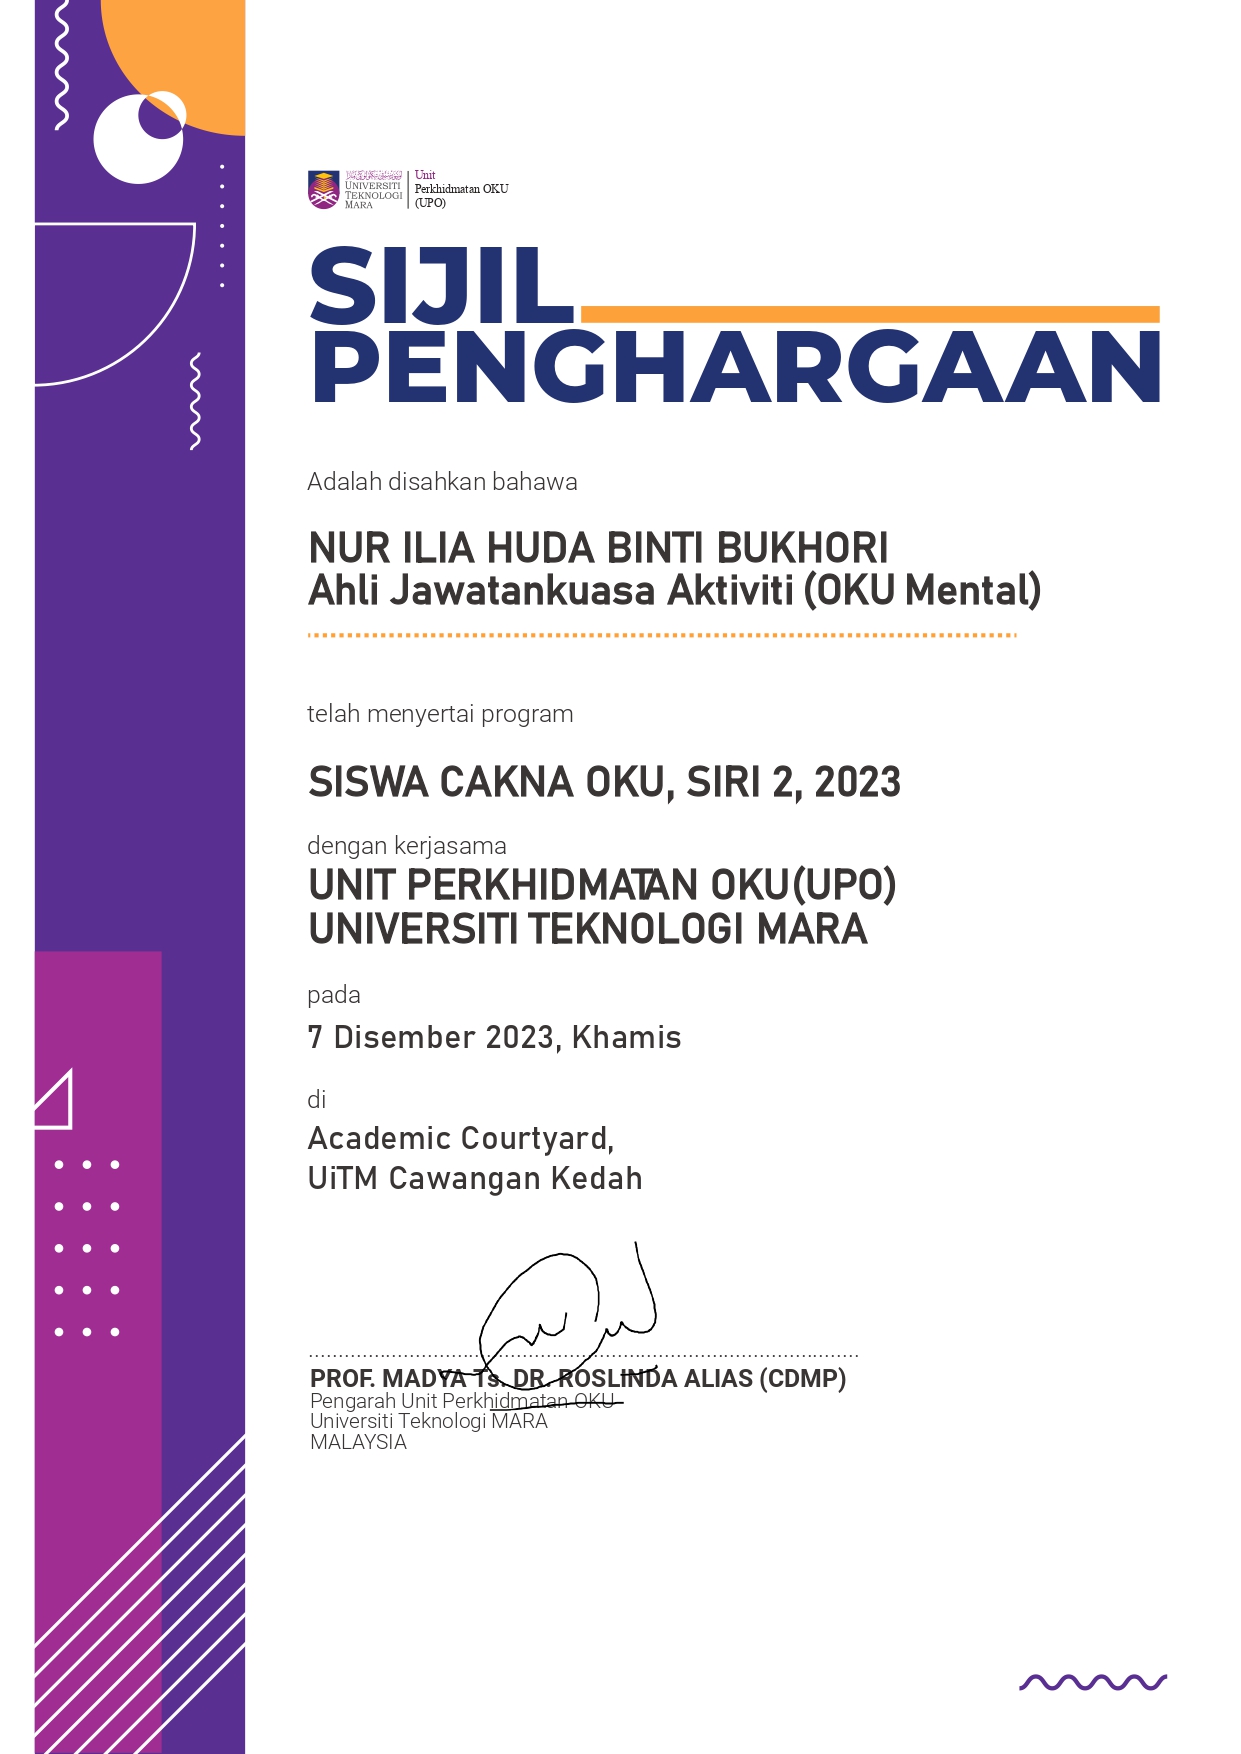 UNIVERSITI
TEKNOLOGI
MARA
Unit
Perkhidmatan OKU
(UPO)
SIJIL
PENGHARGAAN
Adalah disahkan bahawa
NUR ILIA HUDA BINTI BUKHORI
Ahli Jawatankuasa Aktiviti (OKU Mental)
telah menyertai program
SISWA CAKNA OKU, SIRI 2, 2023
dengan kerjasama
UNIT PERKHIDMATAN OKU(UPO)
UNIVERSITI TEKNOLOGI MARA
pada
7 Disember 2023, Khamis
di
Academic Courtyard,
UiTM Cawangan Kedah
PROF. MADYA Ts. DR. ROSLINDA ALIAS (CDMP)
Pengarah Unit Perkhidmatan OKU
Universiti Teknologi MARA
MALAYSIA